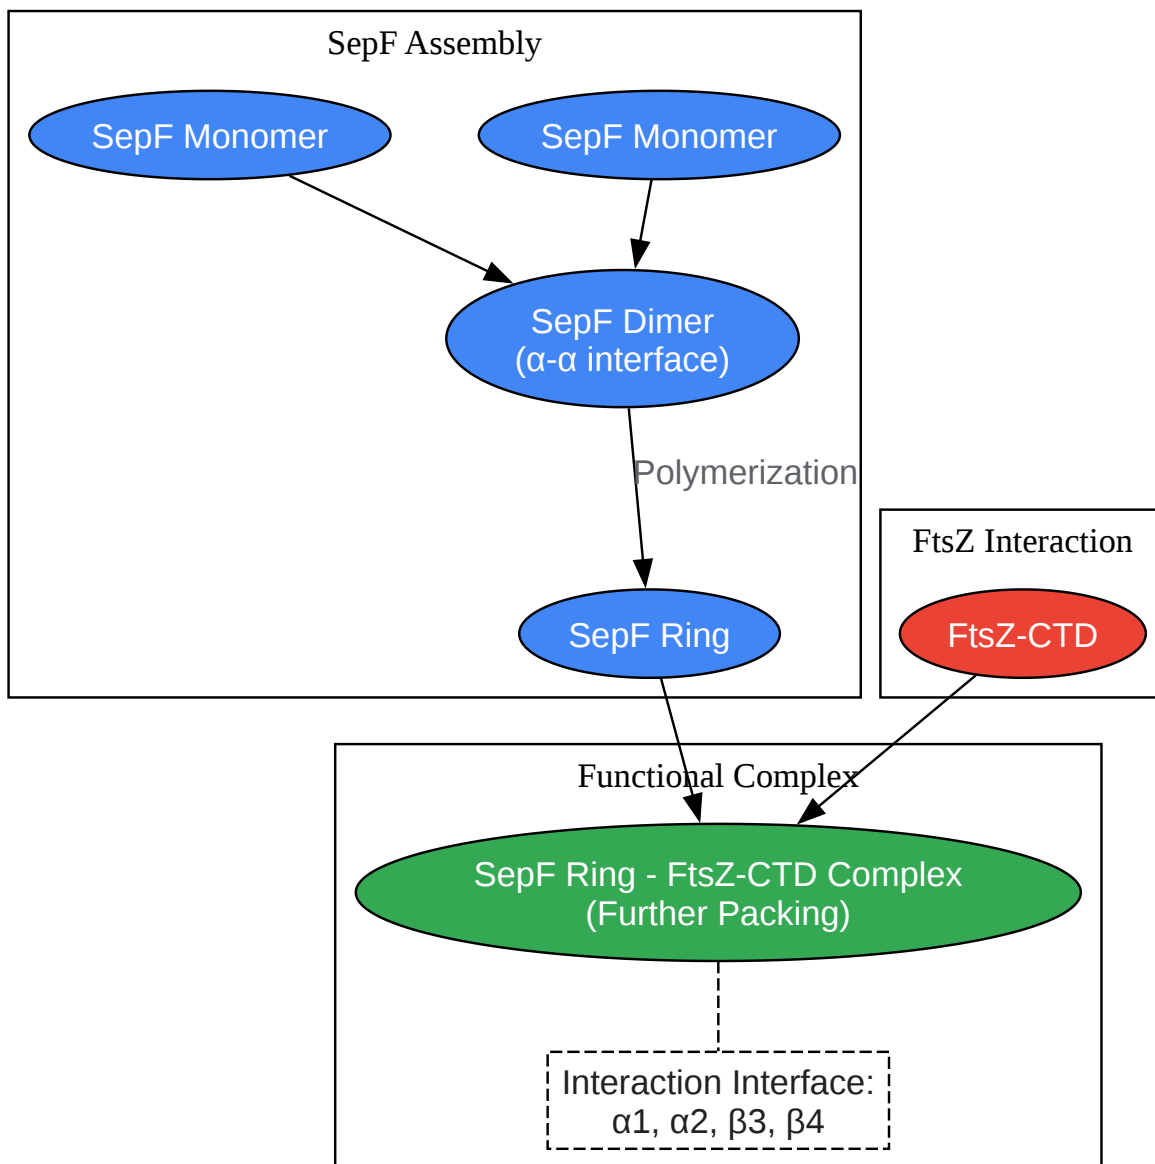 SepF Assembly
SepF Monomer
SepF Monomer
SepF Dimer
(α-α interface)
Polymerization
SepF Ring
FtsZ Interaction
FtsZ-CTD
Functional Complex
SepF Ring - FtsZ-CTD Complex
(Further Packing)
Interaction Interface:
α1, α2, β3, β4